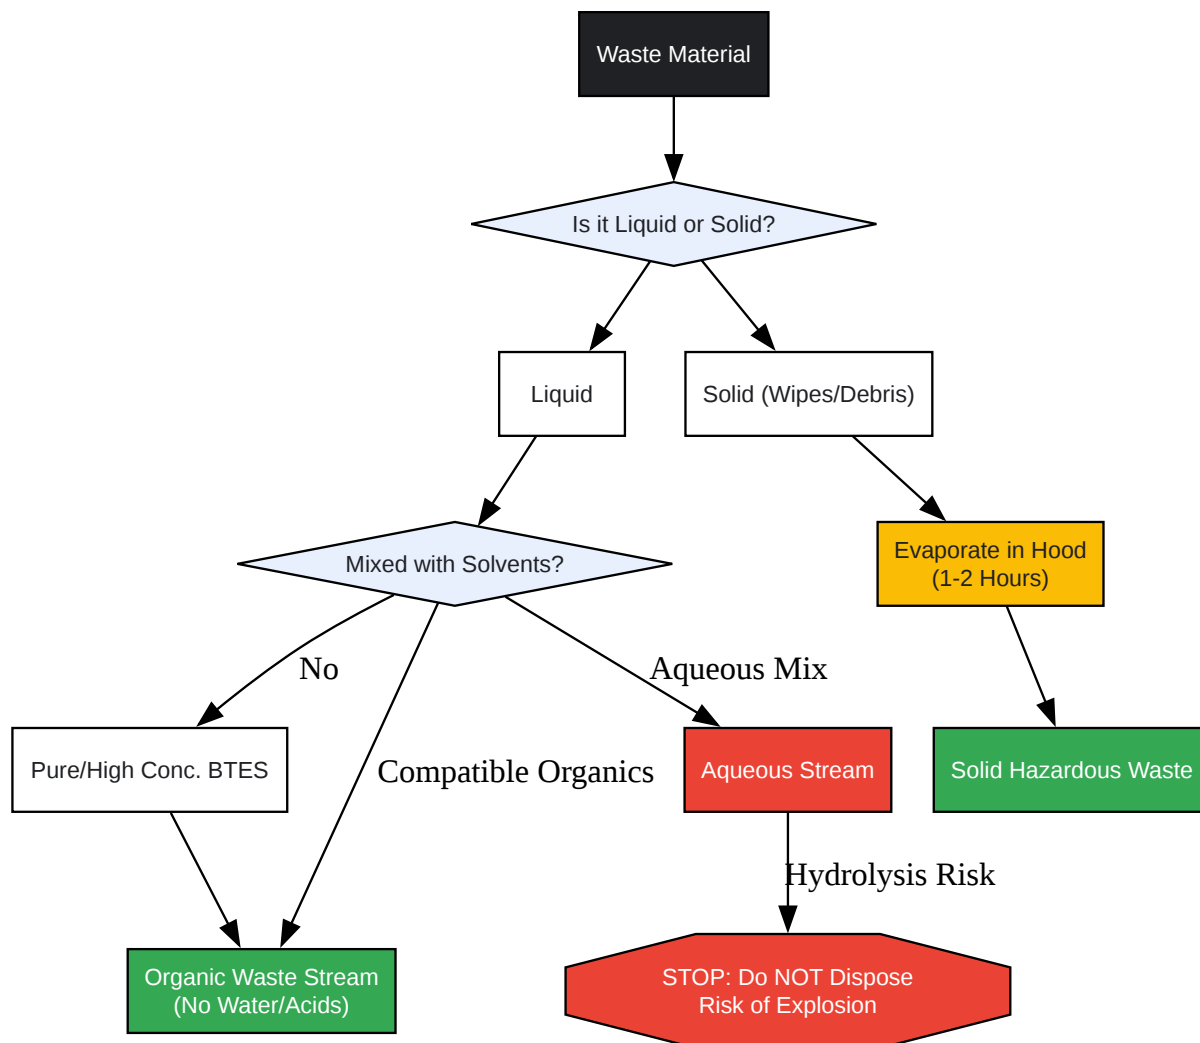 Waste Material
Is it Liquid or Solid?
Liquid
Solid (Wipes/Debris)
Mixed with Solvents?
Evaporate in Hood
(1-2 Hours)
No
Aqueous Mix
Pure/High Conc. BTES
Compatible Organics
Aqueous Stream
Solid Hazardous Waste
Hydrolysis Risk
Organic Waste Stream
(No Water/Acids)
STOP: Do NOT Dispose
Risk of Explosion